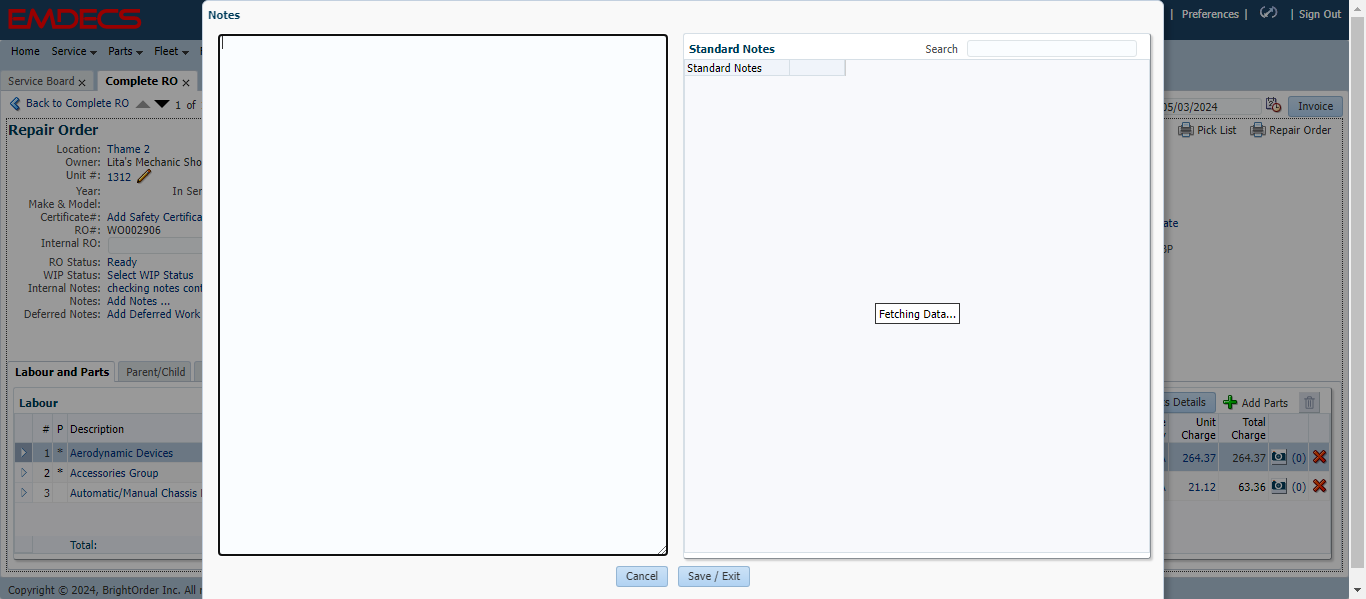 EMDECS
Notes
| Preferences | | Sign Out
Home Service Parts Fleet
Service Board x Complete RO x
Back to Complete RO 1 of
05/03/2024 Invoice
Pick List Repair Order
Repair Order
Location: Thame 2
Owner: Lita's Mechanic Sho
Unit #: 1312
Year: In Ser
Make & Model:
Certificate#: Add Safety Certifica
RO#: WO002906
Internal RO:
RO Status: Ready
WIP Status: Select WIP Status
Internal Notes: checking notes cont
Notes: Add Notes ...
Deferred Notes: Add Deferred Work
Standard Notes Search
Standard Notes
Fetching Data...
ate
BP
Labour and Parts Parent/Child
Labour
# P Description
1 * Aerodynamic Devices
2 * Accessories Group
3 Automatic/Manual Chassis
Total:
s Details Add Parts
Unit Charge Total Charge
264.37 264.37 (0)
21.12 63.36 (0)
Cancel Save / Exit
Copyright © 2024, BrightOrder Inc. All